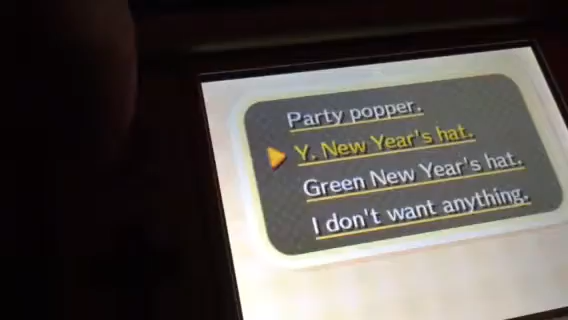 Party popper.
Y. New Year's hat.
Green New Year's hat.
I don't want anything.